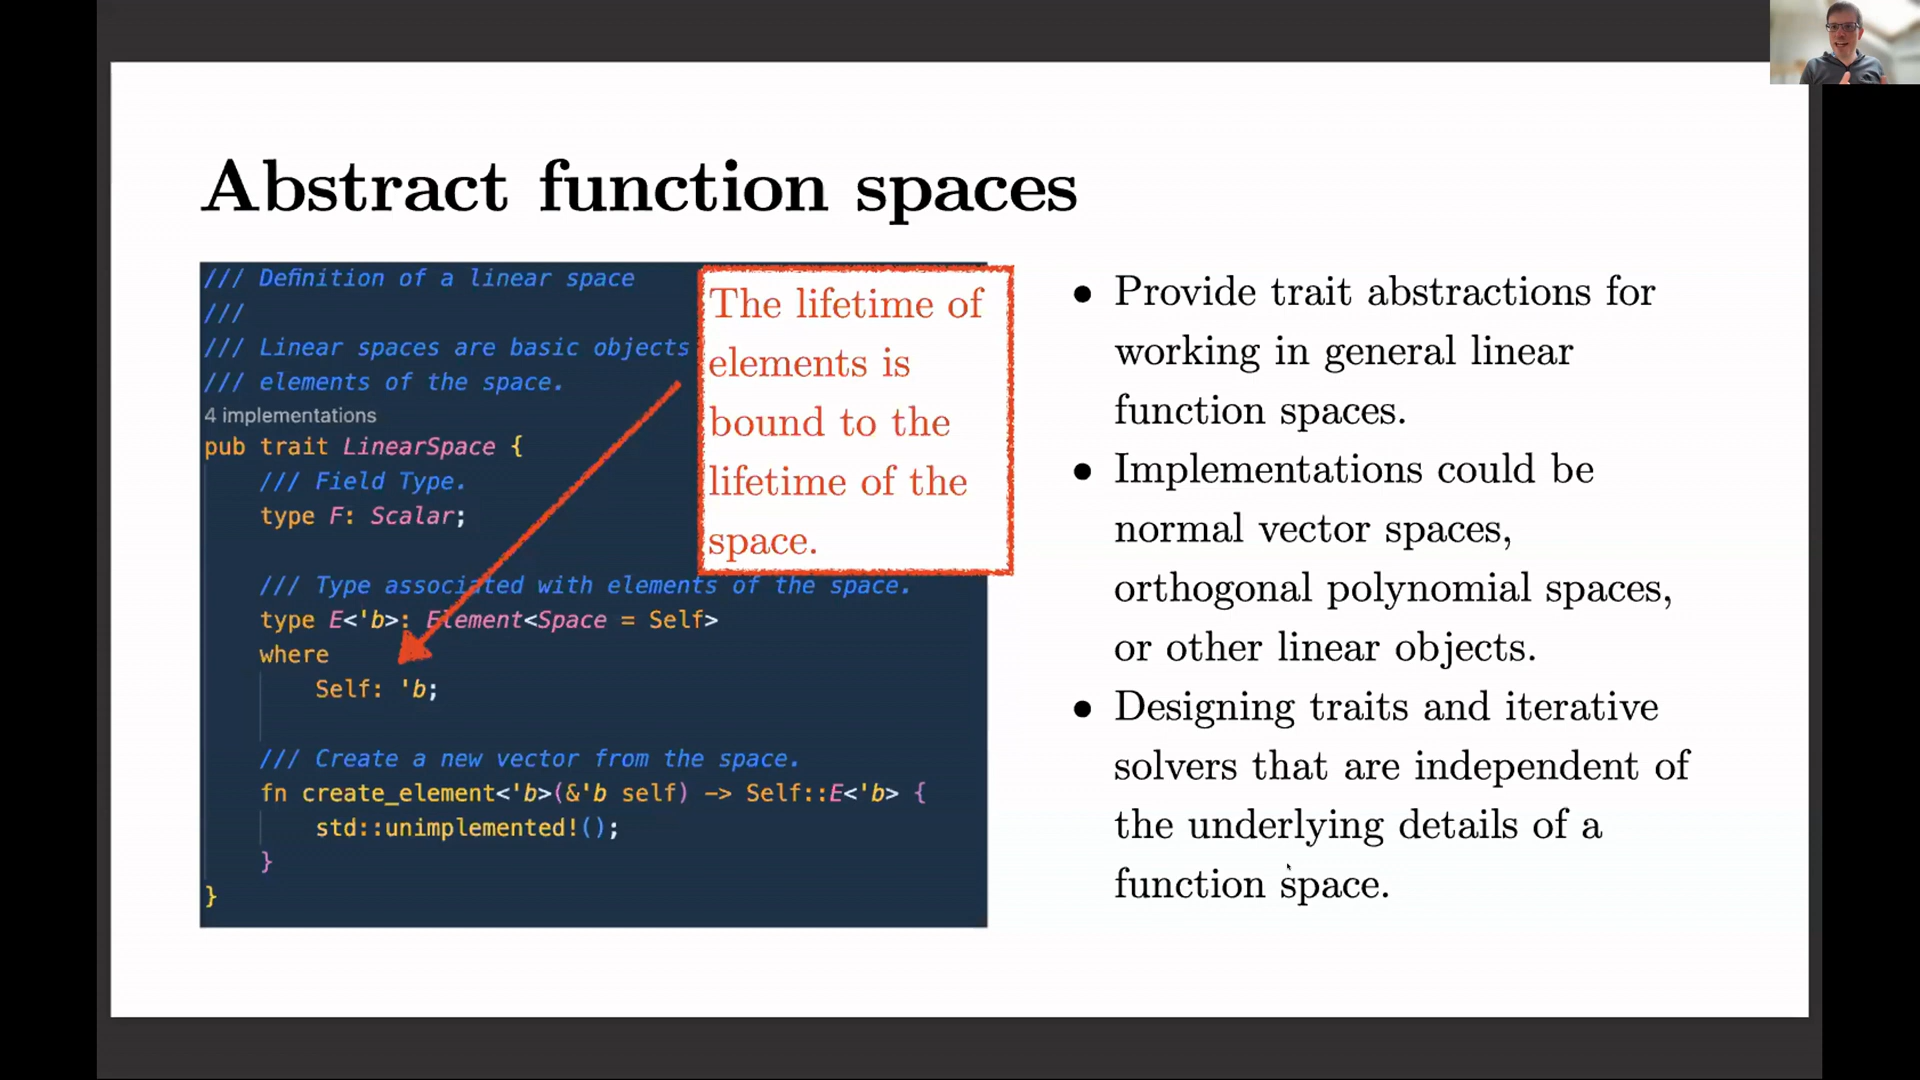 Abstract function spaces
/// Definition of a linear space
///
/// Linear spaces are basic objects
/// elements of the space.
4 implementations
pub trait LinearSpace {
/// Field Type.
type F: Scalar;
/// Type associated with elements of the space.
type E<'b>: Element<Space = Self>
where
Self: 'b;
/// Create a new vector from the space.
fn create_element<'b>(&'b self) -> Self::E<'b> {
std::unimplemented!();
}
}
The lifetime of
elements is
bound to the
lifetime of the
space.
• Provide trait abstractions for
working in general linear
function spaces.
• Implementations could be
normal vector spaces,
orthogonal polynomial spaces,
or other linear objects.
• Designing traits and iterative
solvers that are independent of
the underlying details of a
function space.